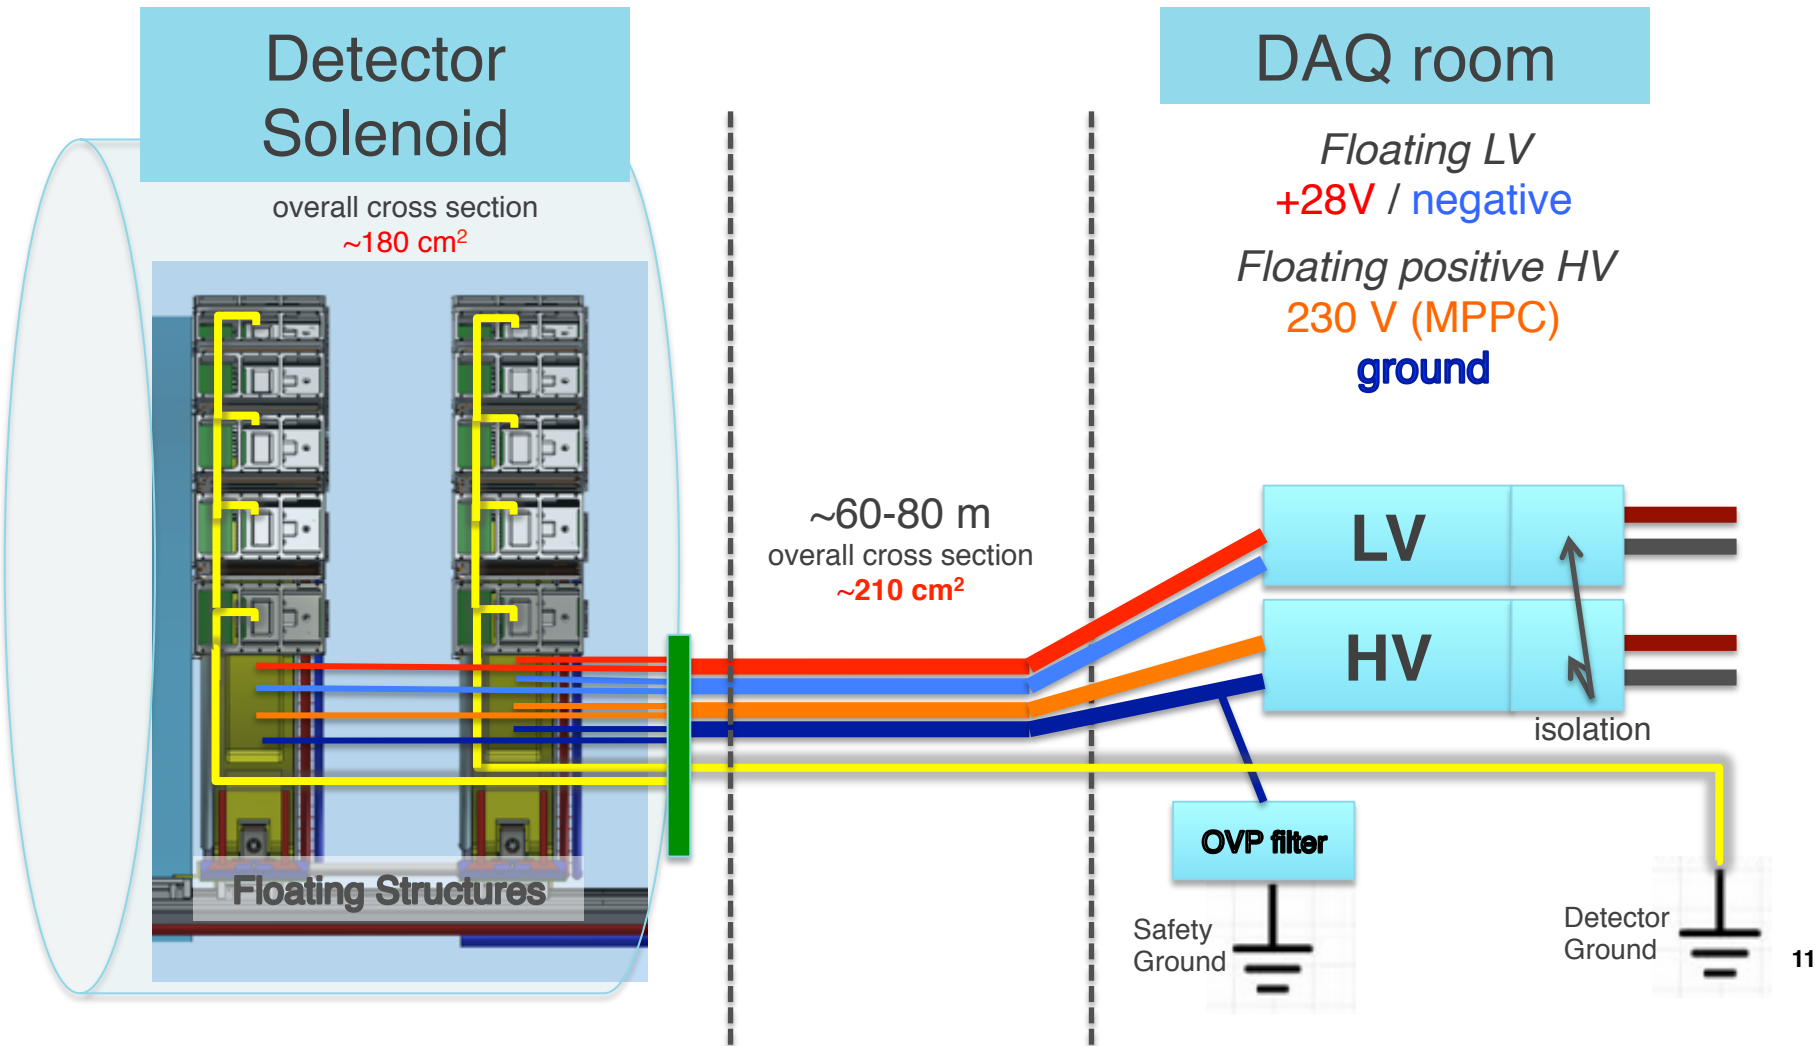 Detector
Solenoid
overall cross section
~180 cm²
Floating Structures
~60-80 m
overall cross section
~210 cm²
DAQ room
Floating LV
+28V / negative
Floating positive HV
230 V (MPPC)
ground
LV
HV
isolation
OVP filter
Safety
Ground
Detector
Ground
11